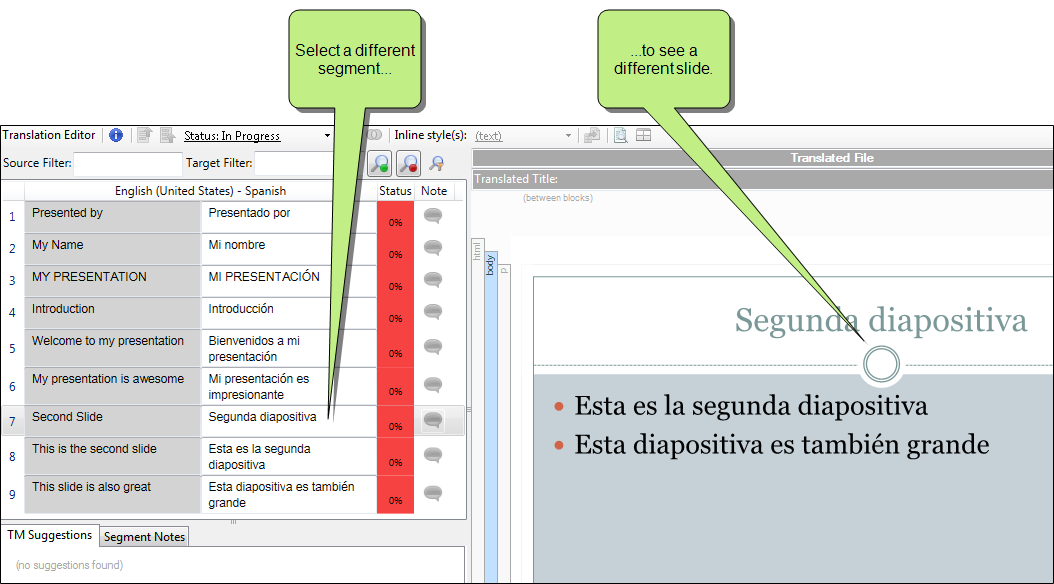 Select a different
segment...
...to see a
different slide.
Translation Editor
Status: In Progress
Inline style(s):
(text)
Source Filter:
Target Filter:
Translated File
Translated Title:
(between blocks)
English (United States) - Spanish
Status
Note
1 Presented by Presentado por 0%
2 My Name Mi nombre 0%
3 MY PRESENTATION MI PRESENTACIÓN 0%
4 Introduction Introducción 0%
5 Welcome to my presentation Bienvenidos a mi
presentación 0%
6 My presentation is awesome Mi presentación es
impresionante 0%
7 Second Slide Segunda diapositiva 0%
8 This is the second slide Esta es la segunda
diapositiva 0%
9 This slide is also great Esta diapositiva es también
grande 0%
TM Suggestions
Segment Notes
(no suggestions found)
html
body
p
Segunda diapositiva
• Esta es la segunda diapositiva
• Esta diapositiva es también grande